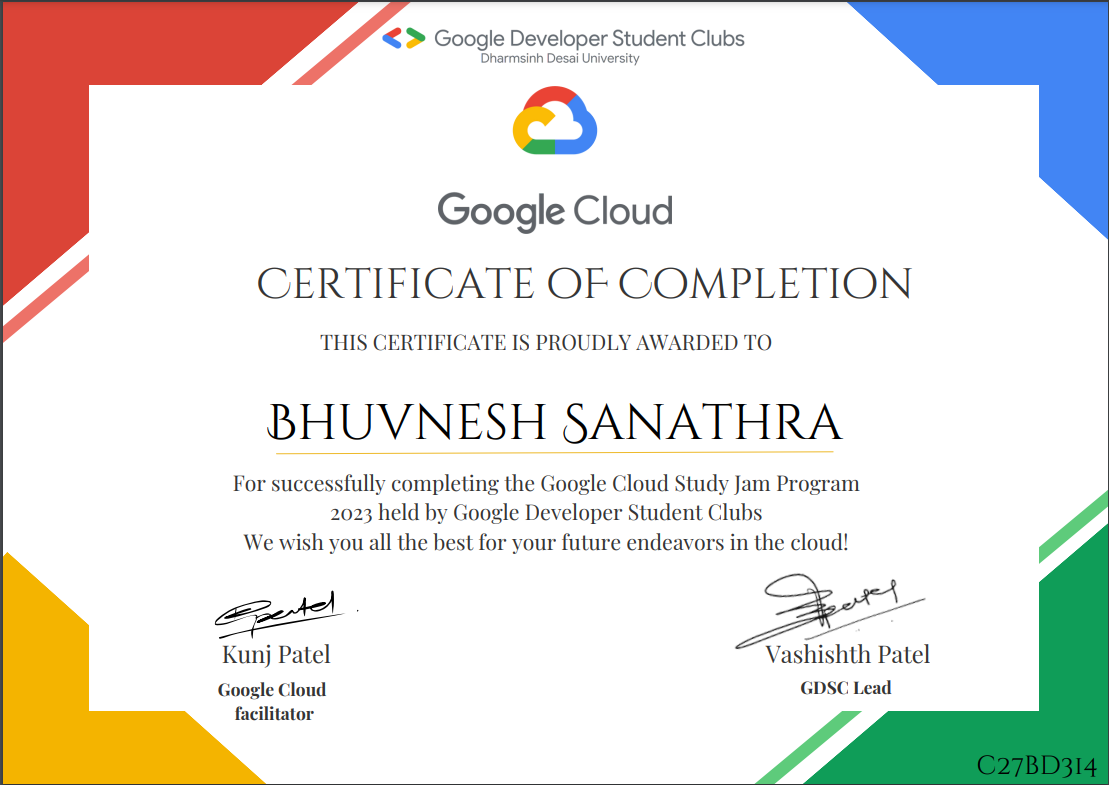 Google Developer Student Clubs
Dharmsinh Desai University
Google Cloud
CERTIFICATE OF COMPLETION
THIS CERTIFICATE IS PROUDLY AWARDED TO
BHUVNESH SANATHRA
For successfully completing the Google Cloud Study Jam Program
2023 held by Google Developer Student Clubs
We wish you all the best for your future endeavors in the cloud!
Kunj Patel
Google Cloud
facilitator
Vashishth Patel
GDSC Lead
C27BD314